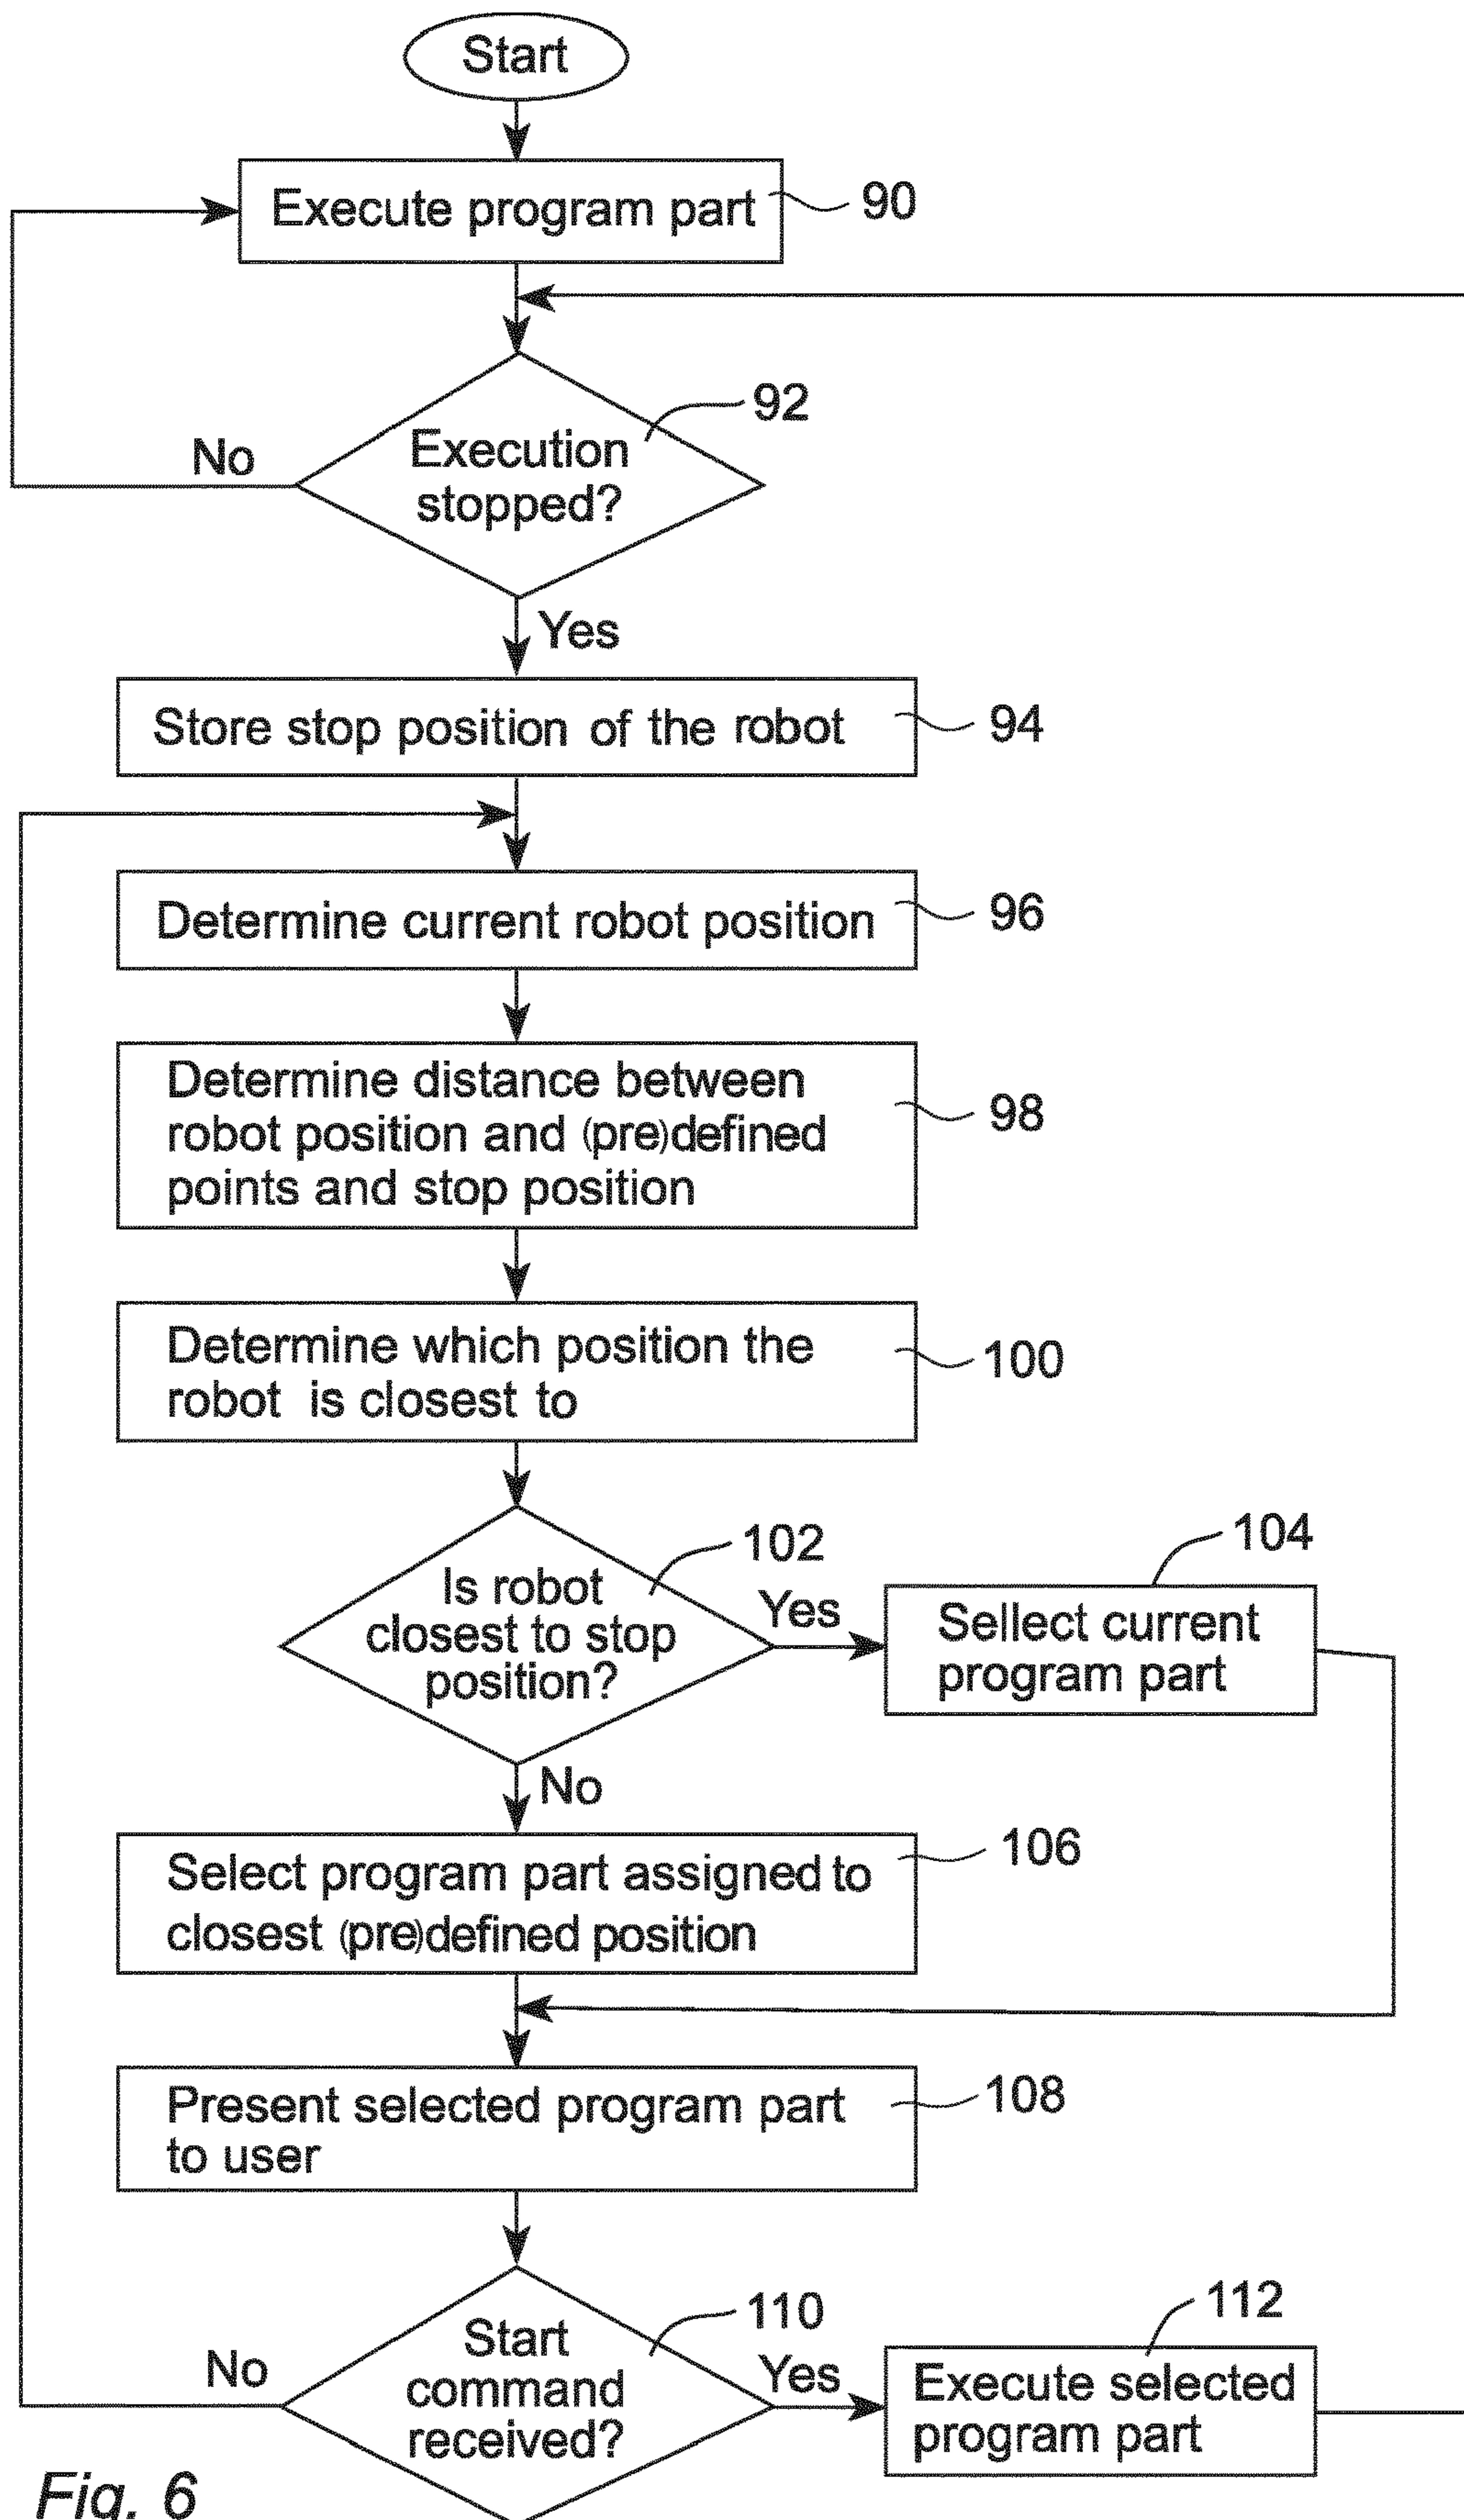 Start
Execute program part
90
92
Execution
stopped?
No
Yes
Store stop position of the robot
94
Determine current robot position
96
Determine distance between
robot position and (pre)defined
points and stop position
98
Determine which position the
robot is closest to
100
102
Is robot
closest to stop
position?
Yes
104
Sellect current
program part
No
Select program part assigned to
closest (pre)defined position
106
Present selected program part
to user
108
110
Start
command
received?
No
Yes
112
Execute selected
program part
Fig. 6